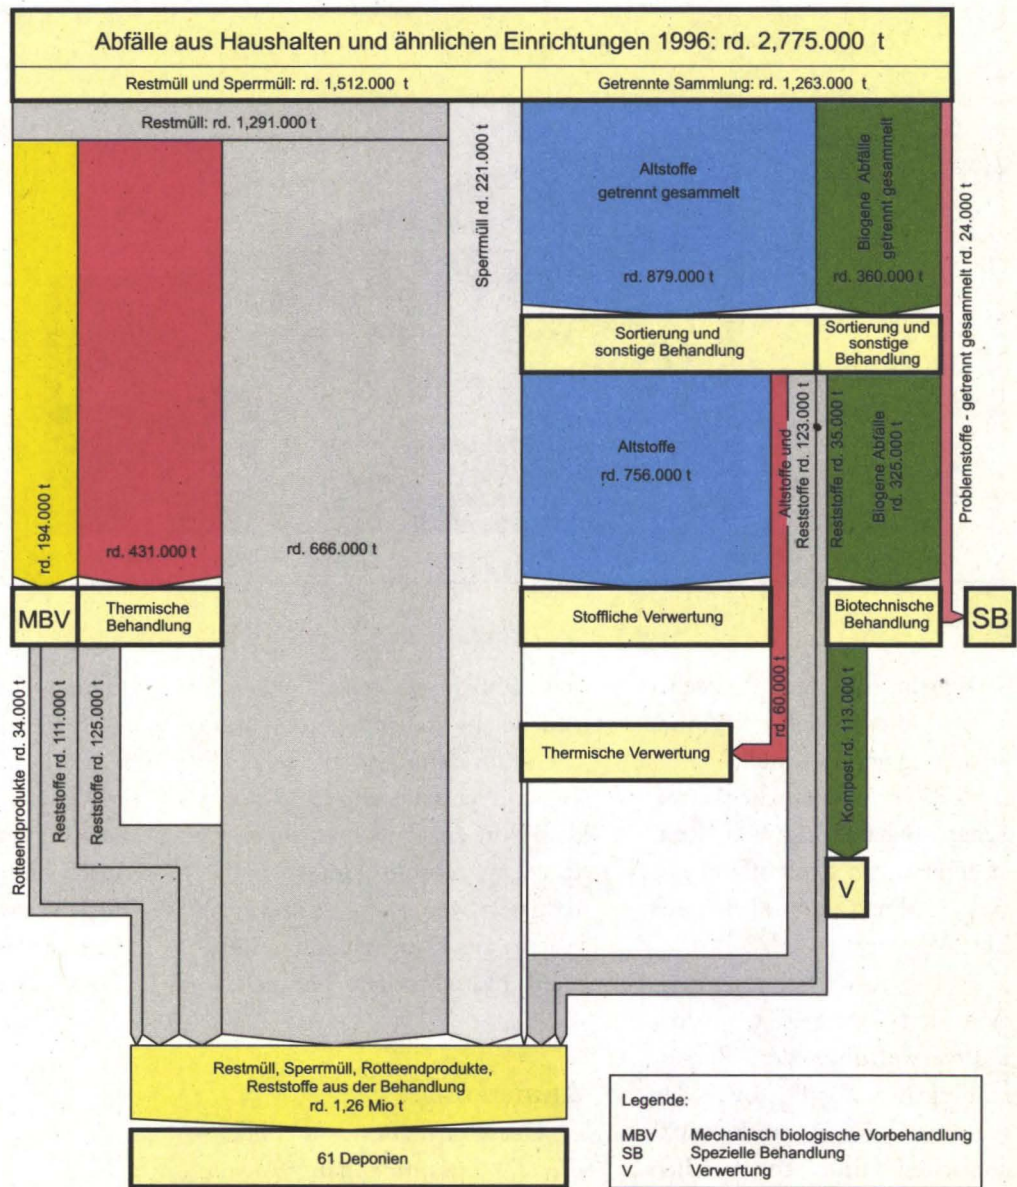 Abfälle aus Haushalten und ähnlichen Einrichtungen 1996: rd. 2,775.000 t
Restmüll und Sperrmüll: rd. 1,512.000 t
Getrennte Sammlung: rd. 1,263.000 t
Restmüll: rd. 1,291.000 t
Sperrmüll rd. 221.000 t
Altstoffe
getrennt gesammelt
rd. 879.000 t
Biogene Abfälle
getrennt gesammelt
rd. 360.000 t
Problemstoffe - getrennt gesammelt rd. 24.000 t
Sortierung und
sonstige Behandlung
Sortierung und
sonstige
Behandlung
rd. 194.000 t
rd. 431.000 t
rd. 666.000 t
Altstoffe
rd. 756.000 t
Altstoffe und
Reststoffe rd. 123.000 t
Reststoffe rd. 35.000 t
Biogene Abfälle
rd. 325.000 t
MBV
Thermische
Behandlung
Stoffliche Verwertung
Biotechnische
Behandlung
SB
Rotteendprodukte rd. 34.000 t
Reststoffe rd. 111.000 t
Reststoffe rd. 125.000 t
rd. 60.000 t
Thermische Verwertung
Kompost rd. 113.000 t
V
Restmüll, Sperrmüll, Rotteendprodukte,
Reststoffe aus der Behandlung
rd. 1,26 Mio t
61 Deponien
Legende:
MBV Mechanisch biologische Vorbehandlung
SB Spezielle Behandlung
V Verwertung